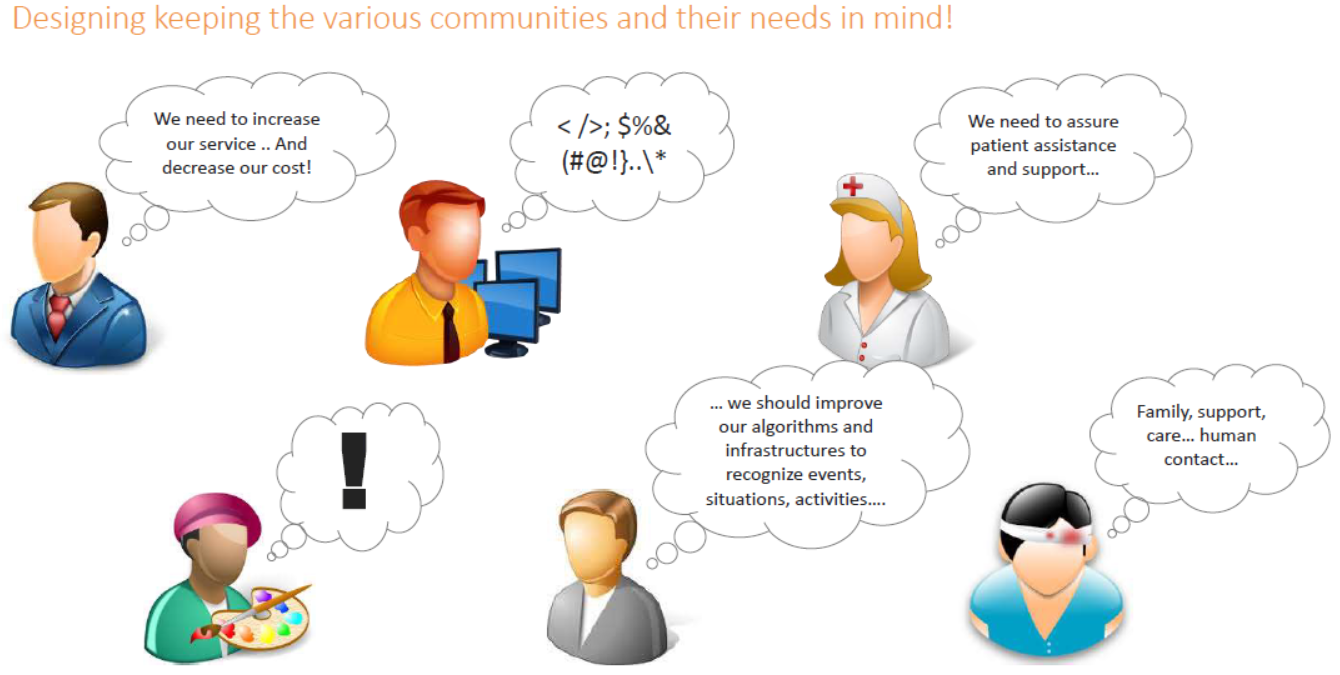 Designing keeping the various communities and their needs in mind!
We need to increase
our service .. And
decrease our cost!
< />; $%&
(#@!}..\*
We need to assure
patient assistance
and support...
!
... we should improve
our algorithms and
infrastructures to
recognize events,
situations, activities....
Family, support,
care... human
contact...